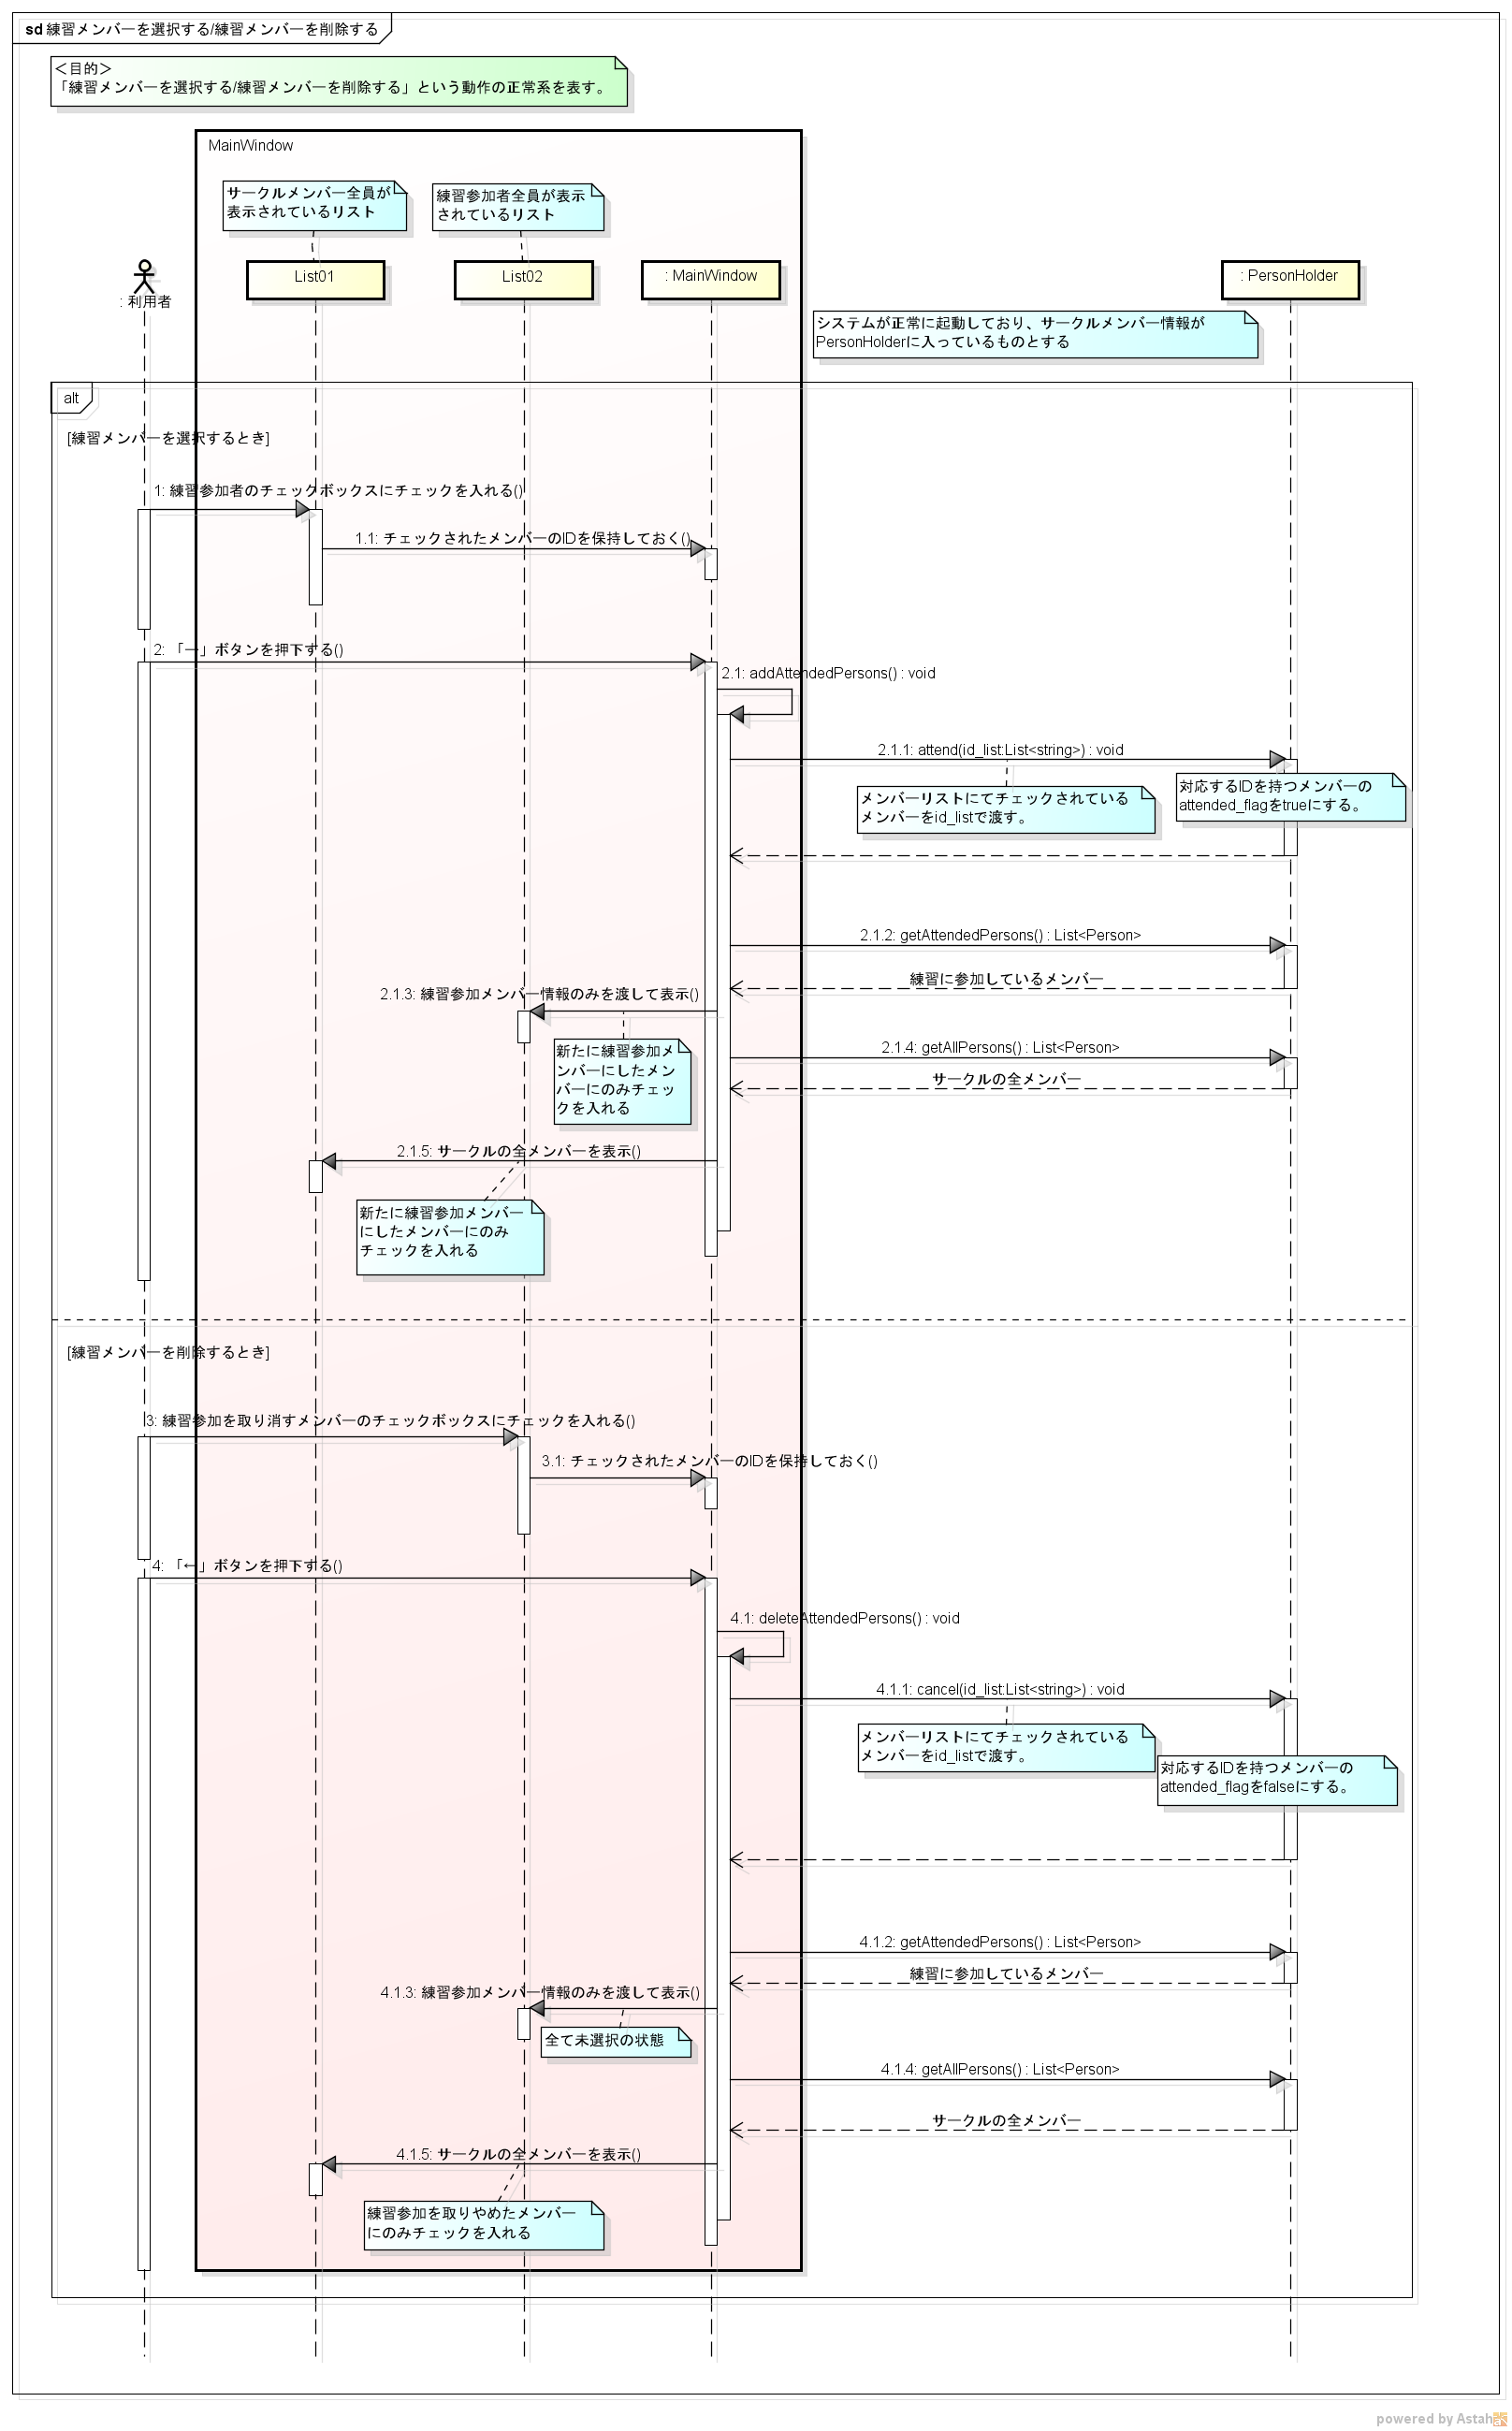 sd 練習メンバーを選択する/練習メンバーを削除する
＜目的＞
「練習メンバーを選択する/練習メンバーを削除する」という動作の正常系を表す。
MainWindow
サークルメンバー全員が
表示されているリスト
練習参加者全員が表示
されているリスト
: 利用者
List01
List02
: MainWindow
: PersonHolder
システムが正常に起動しており、サークルメンバー情報が
PersonHolderに入っているものとする
alt
[練習メンバーを選択するとき]
1: 練習参加者のチェックボックスにチェックを入れる()
1.1: チェックされたメンバーのIDを保持しておく()
2: 「→」ボタンを押下する()
2.1: addAttendedPersons() : void
2.1.1: attend(id_list:List<string>) : void
メンバーリストにてチェックされている
メンバーをid_listで渡す。
対応するIDを持つメンバーの
attended_flagをtrueにする。
2.1.2: getAttendedPersons() : List<Person>
練習に参加しているメンバー
2.1.3: 練習参加メンバー情報のみを渡して表示()
新たに練習参加メ
ンバーにしたメン
バーにのみチェッ
クを入れる
2.1.4: getAllPersons() : List<Person>
サークルの全メンバー
2.1.5: サークルの全メンバーを表示()
新たに練習参加メンバー
にしたメンバーにのみ
チェックを入れる
[練習メンバーを削除するとき]
3: 練習参加を取り消すメンバーのチェックボックスにチェックを入れる()
3.1: チェックされたメンバーのIDを保持しておく()
4: 「←」ボタンを押下する()
4.1: deleteAttendedPersons() : void
4.1.1: cancel(id_list:List<string>) : void
メンバーリストにてチェックされている
メンバーをid_listで渡す。
対応するIDを持つメンバーの
attended_flagをfalseにする。
4.1.2: getAttendedPersons() : List<Person>
練習に参加しているメンバー
4.1.3: 練習参加メンバー情報のみを渡して表示()
全て未選択の状態
4.1.4: getAllPersons() : List<Person>
サークルの全メンバー
4.1.5: サークルの全メンバーを表示()
練習参加を取りやめたメンバー
にのみチェックを入れる
powered by Astah